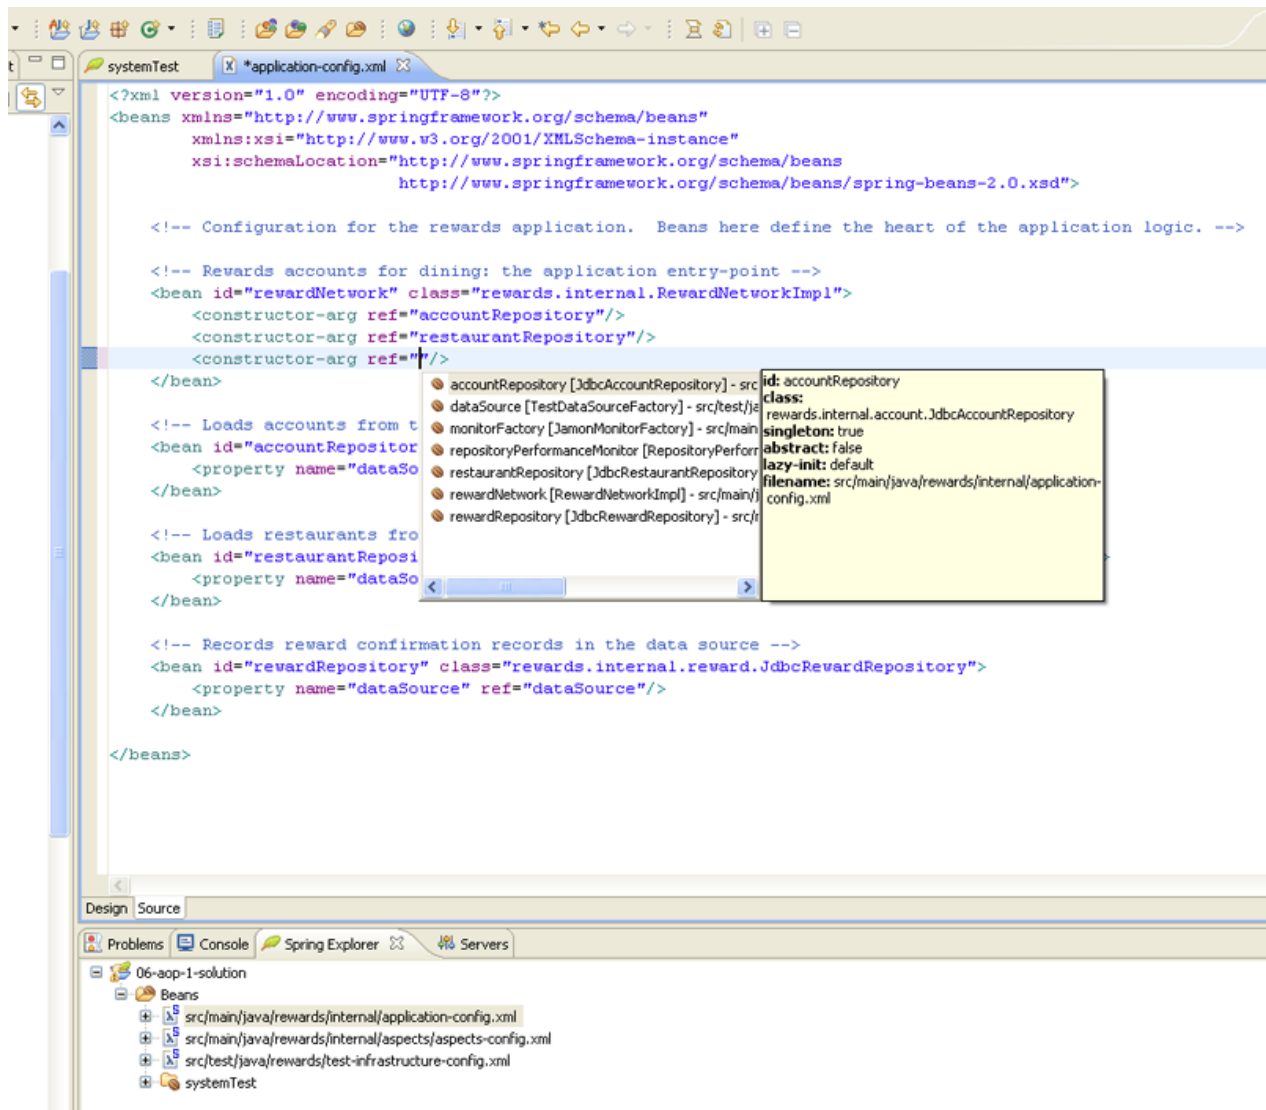 t
systemTest
*application-config.xml
<?xml version="1.0" encoding="UTF-8"?>
<beans xmlns="http://www.springframework.org/schema/beans"
xmlns:xsi="http://www.w3.org/2001/XMLSchema-instance"
xsi:schemaLocation="http://www.springframework.org/schema/beans
http://www.springframework.org/schema/beans/spring-beans-2.0.xsd">
<!-- Configuration for the rewards application.  Beans here define the heart of the application logic. -->
<!-- Rewards accounts for dining: the application entry-point -->
<bean id="rewardNetwork" class="rewards.internal.RewardNetworkImpl">
<constructor-arg ref="accountRepository"/>
<constructor-arg ref="restaurantRepository"/>
<constructor-arg ref=""/>
</bean>
<!-- Loads accounts from t
<bean id="accountRepositor
<property name="dataSo
</bean>
<!-- Loads restaurants fro
<bean id="restaurantReposi
<property name="dataSo
</bean>
<!-- Records reward confirmation records in the data source -->
<bean id="rewardRepository" class="rewards.internal.reward.JdbcRewardRepository">
<property name="dataSource" ref="dataSource"/>
</bean>
</beans>
accountRepository [JdbcAccountRepository] - src
dataSource [TestDataSourceFactory] - src/test/ja
monitorFactory [JamonMonitorFactory] - src/main
repositoryPerformanceMonitor [RepositoryPerforr
restaurantRepository [JdbcRestaurantRepository
rewardNetwork [RewardNetworkImpl] - src/main/j
rewardRepository [JdbcRewardRepository] - src/r
id: accountRepository
class:
rewards.internal.account.JdbcAccountRepository
singleton: true
abstract: false
lazy-init: default
filename: src/main/java/rewards/internal/application-
config.xml
Design Source
Problems Console Spring Explorer Servers
06-aop-1-solution
Beans
src/main/java/rewards/internal/application-config.xml
src/main/java/rewards/internal/aspects/aspects-config.xml
src/test/java/rewards/test-infrastructure-config.xml
systemTest